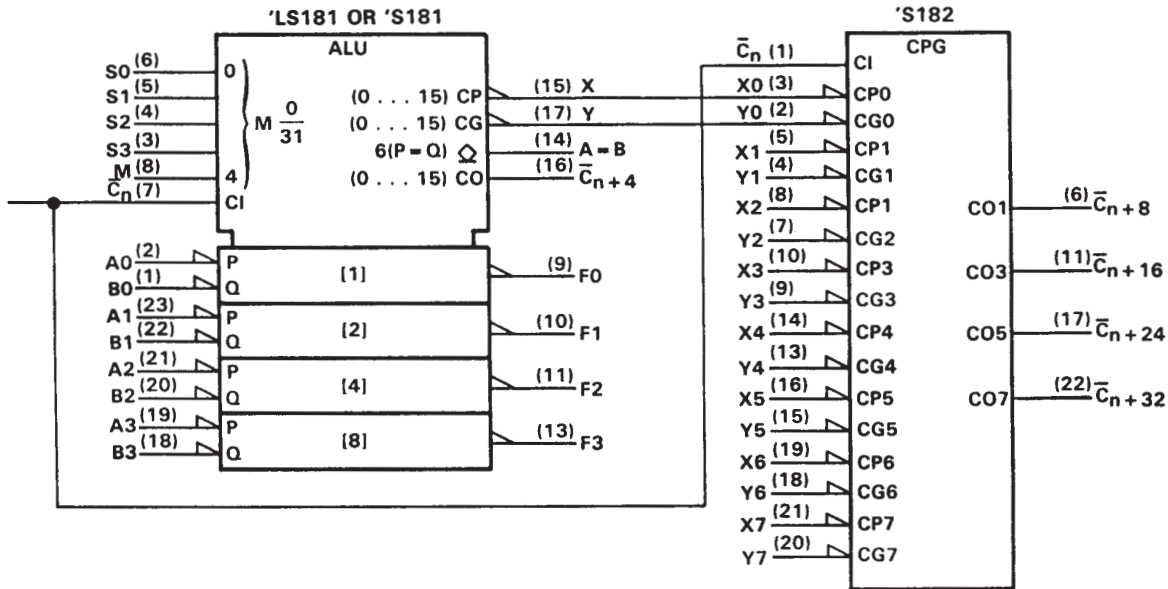 'LS181 OR 'S181
ALU
S0 (6) 0
S1 (5)
S2 (4)
S3 (3)
M (8) 4
C̄n (7) CI
M 0/31
(0 . . . 15) CP (15) X
(0 . . . 15) CG (17) Y
6(P = Q) (14) A = B
(0 . . . 15) CO (16) C̄n + 4
A0 (2) P
B0 (1) Q
[1] (9) F0
A1 (23) P
B1 (22) Q
[2] (10) F1
A2 (21) P
B2 (20) Q
[4] (11) F2
A3 (19) P
B3 (18) Q
[8] (13) F3
'S182
CPG
C̄n (1) CI
X0 (3) CP0
Y0 (2) CG0
X1 (5) CP1
Y1 (4) CG1
X2 (8) CP1
Y2 (7) CG2
X3 (10) CP3
Y3 (9) CG3
X4 (14) CP4
Y4 (13) CG4
X5 (16) CP5
Y5 (15) CG5
X6 (19) CP6
Y6 (18) CG6
X7 (21) CP7
Y7 (20) CG7
CO1 (6) C̄n + 8
CO3 (11) C̄n + 16
CO5 (17) C̄n + 24
CO7 (22) C̄n + 32